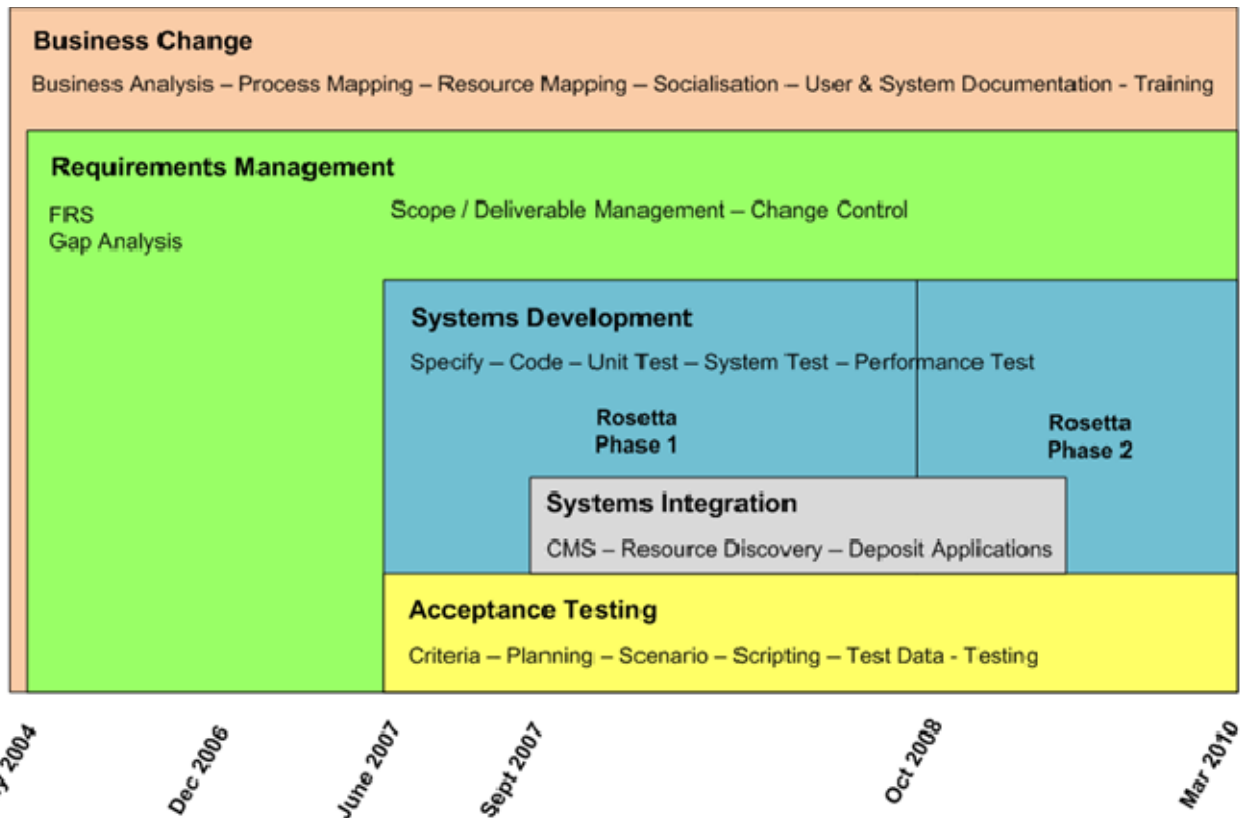 Business Change
Business Analysis – Process Mapping – Resource Mapping – Socialisation – User & System Documentation - Training
Requirements Management
FRS
Gap Analysis
Scope / Deliverable Management – Change Control
Systems Development
Specify – Code – Unit Test – System Test – Performance Test
Rosetta
Phase 1
Rosetta
Phase 2
Systems Integration
CMS – Resource Discovery – Deposit Applications
Acceptance Testing
Criteria – Planning – Scenario – Scripting – Test Data - Testing
2004
Dec 2006
June 2007
Sept 2007
Oct 2008
Mar 2010